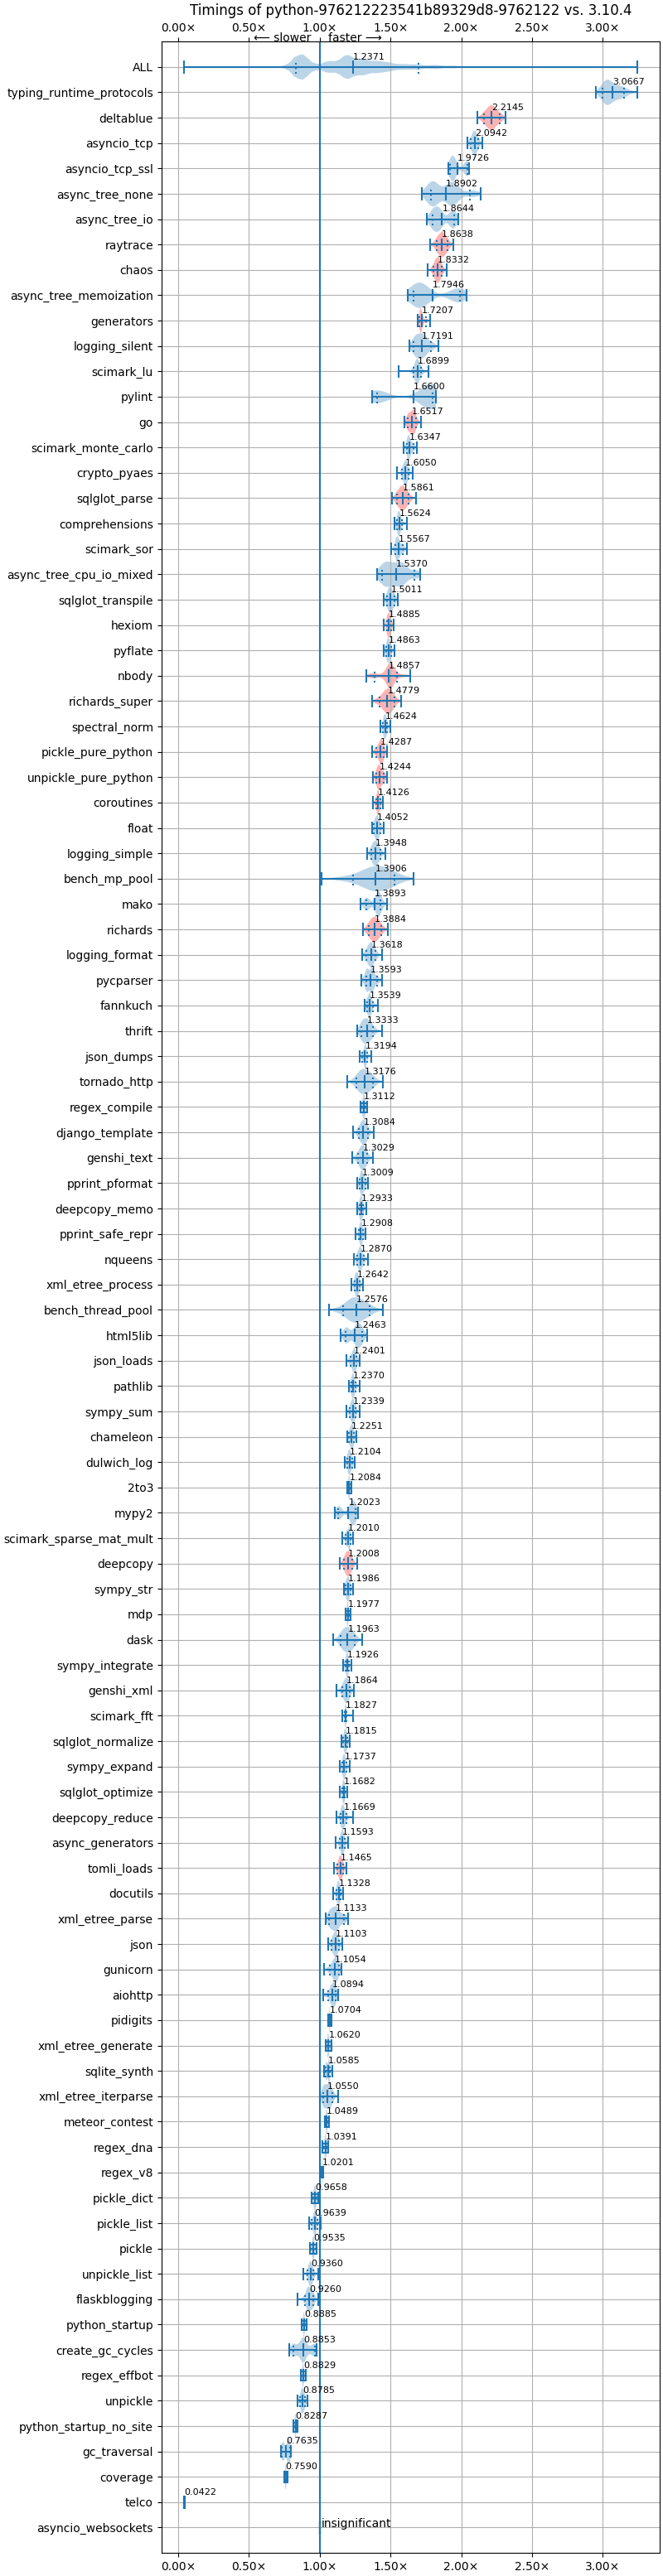 Timings of python-976212223541b89329d8-9762122 vs. 3.10.4
0.00× 0.50× 1.00× 1.50× 2.00× 2.50× 3.00×
⟵ slower faster ⟶
ALL 1.2371
typing_runtime_protocols 3.0667
deltablue 2.2145
asyncio_tcp 2.0942
asyncio_tcp_ssl 1.9726
async_tree_none 1.8902
async_tree_io 1.8644
raytrace 1.8638
chaos 1.8332
async_tree_memoization 1.7946
generators 1.7207
logging_silent 1.7191
scimark_lu 1.6899
pylint 1.6600
go 1.6517
scimark_monte_carlo 1.6347
crypto_pyaes 1.6050
sqlglot_parse 1.5861
comprehensions 1.5624
scimark_sor 1.5567
async_tree_cpu_io_mixed 1.5370
sqlglot_transpile 1.5011
hexiom 1.4885
pyflate 1.4863
nbody 1.4857
richards_super 1.4779
spectral_norm 1.4624
pickle_pure_python 1.4287
unpickle_pure_python 1.4244
coroutines 1.4126
float 1.4052
logging_simple 1.3948
bench_mp_pool 1.3906
mako 1.3893
richards 1.3884
logging_format 1.3618
pycparser 1.3593
fannkuch 1.3539
thrift 1.3333
json_dumps 1.3194
tornado_http 1.3176
regex_compile 1.3112
django_template 1.3084
genshi_text 1.3029
pprint_pformat 1.3009
deepcopy_memo 1.2933
pprint_safe_repr 1.2908
nqueens 1.2870
xml_etree_process 1.2642
bench_thread_pool 1.2576
html5lib 1.2463
json_loads 1.2401
pathlib 1.2370
sympy_sum 1.2339
chameleon 1.2251
dulwich_log 1.2104
2to3 1.2084
mypy2 1.2023
scimark_sparse_mat_mult 1.2010
deepcopy 1.2008
sympy_str 1.1986
mdp 1.1977
dask 1.1963
sympy_integrate 1.1926
genshi_xml 1.1864
scimark_fft 1.1827
sqlglot_normalize 1.1815
sympy_expand 1.1737
sqlglot_optimize 1.1682
deepcopy_reduce 1.1669
async_generators 1.1593
tomli_loads 1.1465
docutils 1.1328
xml_etree_parse 1.1133
json 1.1103
gunicorn 1.1054
aiohttp 1.0894
pidigits 1.0704
xml_etree_generate 1.0620
sqlite_synth 1.0585
xml_etree_iterparse 1.0550
meteor_contest 1.0489
regex_dna 1.0391
regex_v8 1.0201
pickle_dict 0.9658
pickle_list 0.9639
pickle 0.9535
unpickle_list 0.9360
flaskblogging 0.9260
python_startup 0.8885
create_gc_cycles 0.8853
regex_effbot 0.8829
unpickle 0.8785
python_startup_no_site 0.8287
gc_traversal 0.7635
coverage 0.7590
telco 0.0422
asyncio_websockets insignificant
0.00× 0.50× 1.00× 1.50× 2.00× 2.50× 3.00×